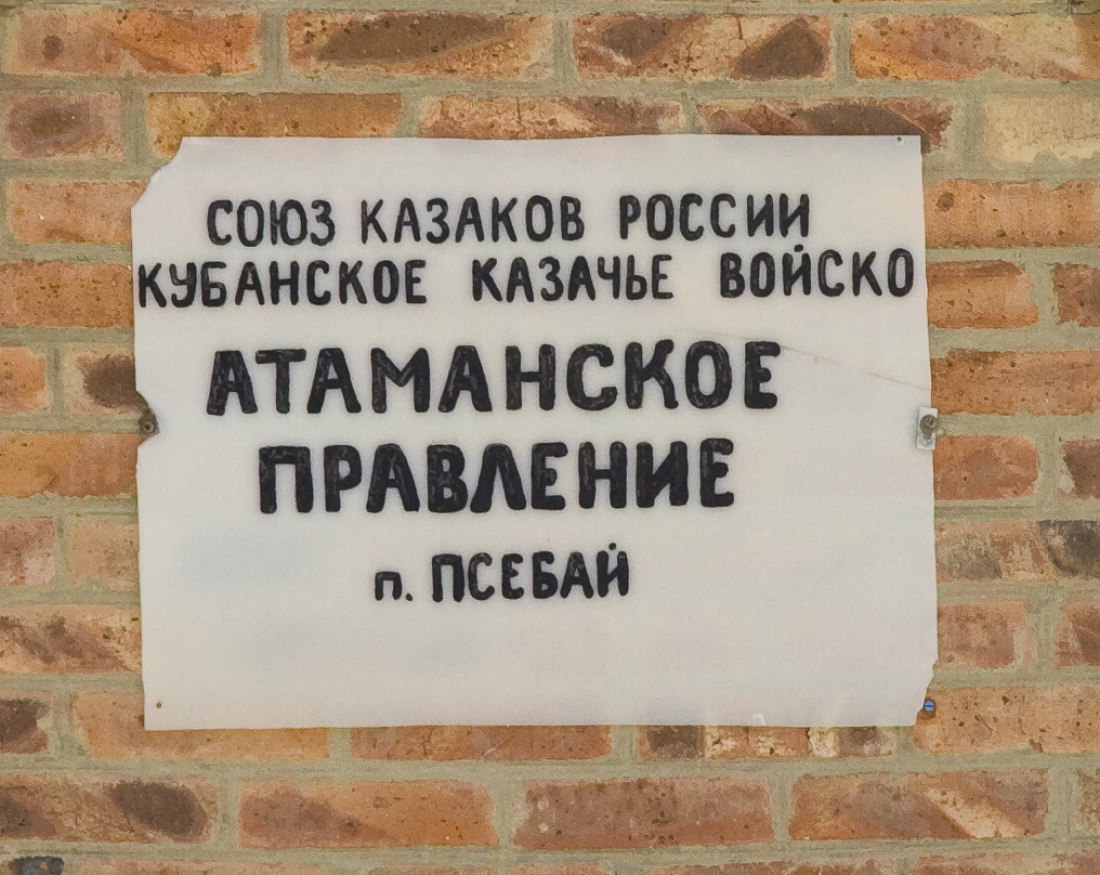 СОЮЗ КАЗАКОВ РОССИИ
КУБАНСКОЕ КАЗАЧЬЕ ВОЙСКО
АТАМАНСКОЕ
ПРАВЛЕНИЕ
п. ПСЕБАЙ